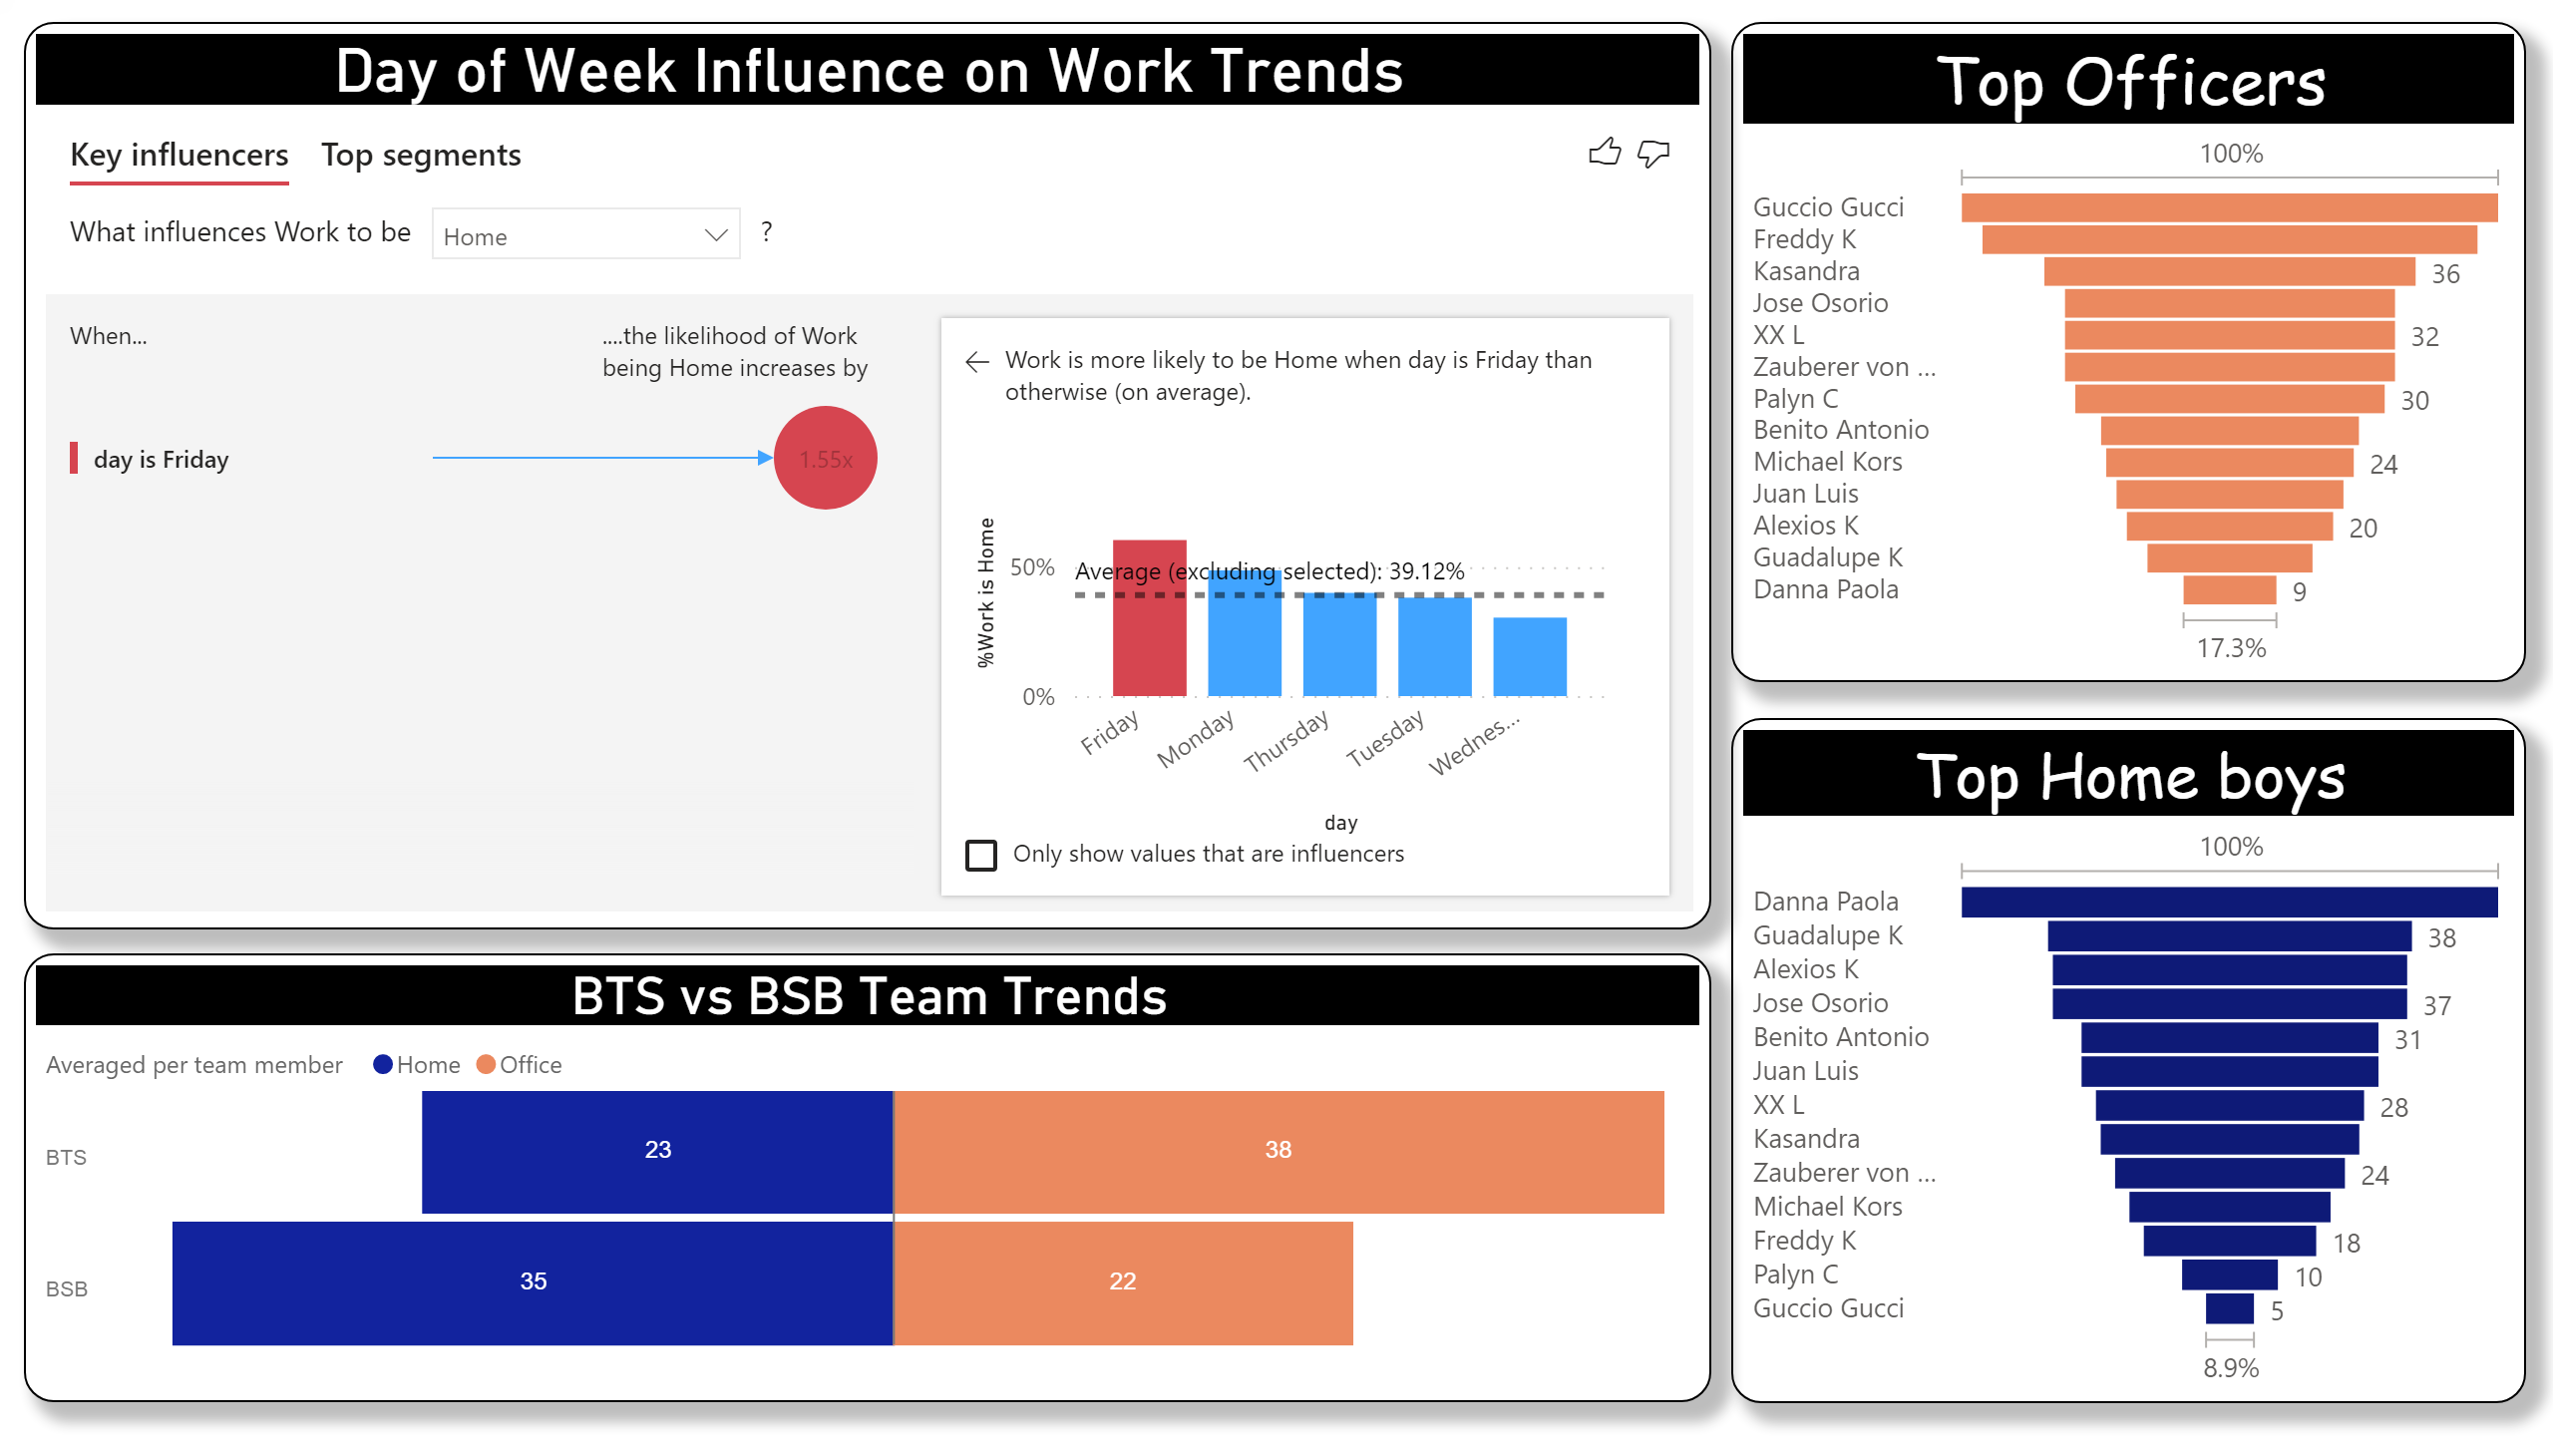 Day of Week Influence on Work Trends
Key influencers Top segments
What influences Work to be Home ?
When...
....the likelihood of Work
being Home increases by
day is Friday
1.55x
Work is more likely to be Home when day is Friday than
otherwise (on average).
%Work is Home
50%
Average (excluding selected): 39.12%
0%
Friday
Monday
Thursday
Tuesday
Wednes...
day
Only show values that are influencers
BTS vs BSB Team Trends
Averaged per team member Home Office
BTS 23 38
BSB 35 22
Top Officers
100%
Guccio Gucci
Freddy K
Kasandra 36
Jose Osorio
XX L 32
Zauberer von ...
Palyn C 30
Benito Antonio
Michael Kors 24
Juan Luis
Alexios K 20
Guadalupe K
Danna Paola 9
17.3%
Top Home boys
100%
Danna Paola
Guadalupe K 38
Alexios K
Jose Osorio 37
Benito Antonio 31
Juan Luis
XX L 28
Kasandra
Zauberer von ... 24
Michael Kors
Freddy K 18
Palyn C 10
Guccio Gucci 5
8.9%